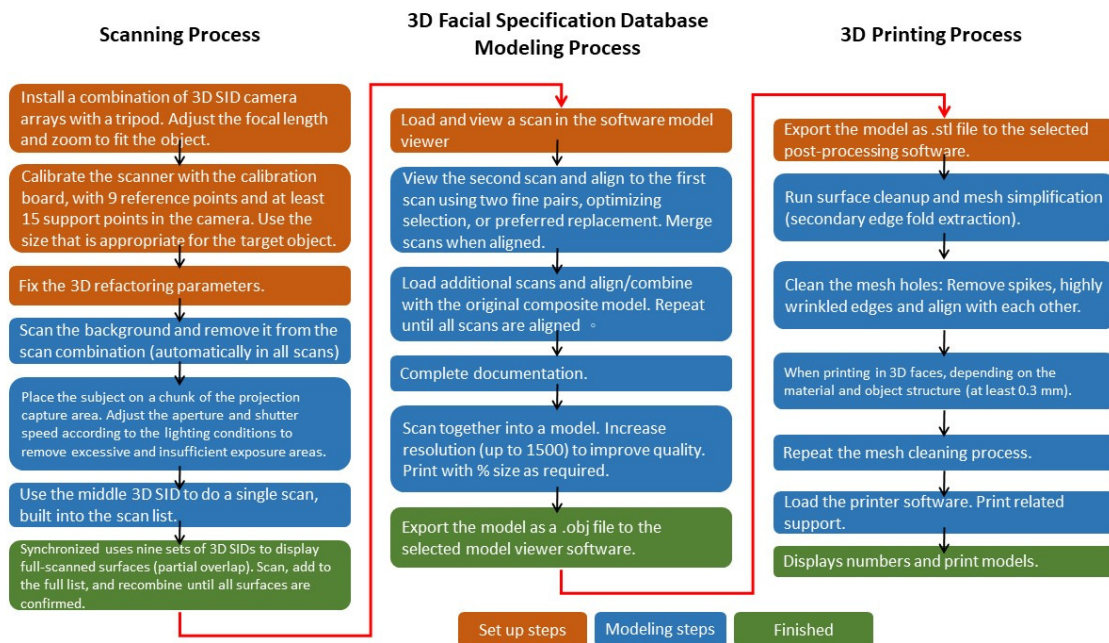 Scanning Process
3D Facial Specification Database
Modeling Process
3D Printing Process
Install a combination of 3D SID camera
arrays with a tripod. Adjust the focal length
and zoom to fit the object.
Calibrate the scanner with the calibration
board, with 9 reference points and at least
15 support points in the camera. Use the
size that is appropriate for the target object.
Fix the 3D refactoring parameters.
Scan the background and remove it from the
scan combination (automatically in all scans)
Place the subject on a chunk of the projection
capture area. Adjust the aperture and shutter
speed according to the lighting conditions to
remove excessive and insufficient exposure areas.
Use the middle 3D SID to do a single scan,
built into the scan list.
Synchronized uses nine sets of 3D SIDs to display
full-scanned surfaces (partial overlap). Scan, add to
the full list, and recombine until all surfaces are
confirmed.
Load and view a scan in the software model
viewer
View the second scan and align to the first
scan using two fine pairs, optimizing
selection, or preferred replacement. Merge
scans when aligned.
Load additional scans and align/combine
with the original composite model. Repeat
until all scans are aligned 。
Complete documentation.
Scan together into a model. Increase
resolution (up to 1500) to improve quality.
Print with % size as required.
Export the model as a .obj file to the
selected model viewer software.
Export the model as .stl file to the selected
post-processing software.
Run surface cleanup and mesh simplification
(secondary edge fold extraction).
Clean the mesh holes: Remove spikes, highly
wrinkled edges and align with each other.
When printing in 3D faces, depending on the
material and object structure (at least 0.3 mm).
Repeat the mesh cleaning process.
Load the printer software. Print related
support.
Displays numbers and print models.
Set up steps
Modeling steps
Finished